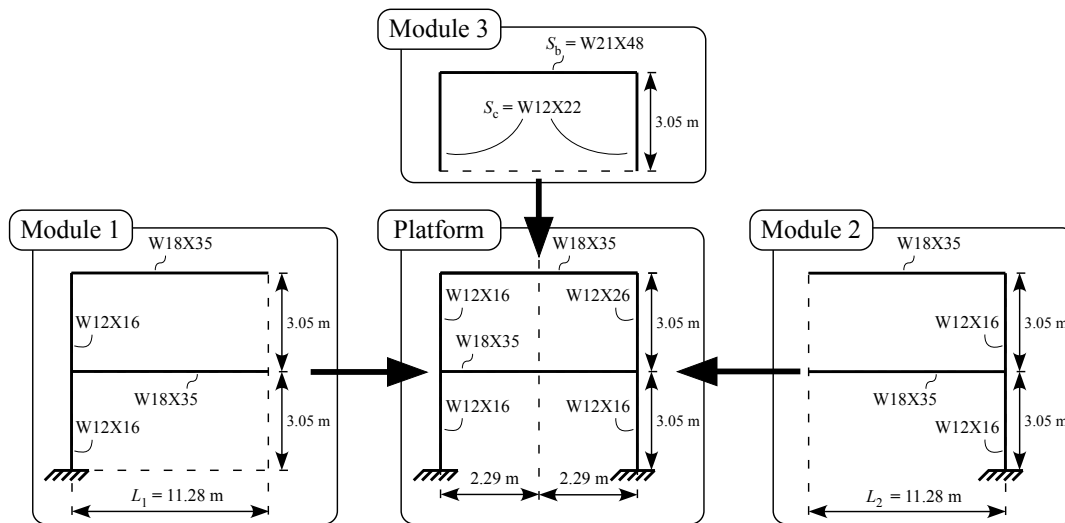 Module 3
S_b = W21X48
S_c = W12X22
3.05 m
Module 1
W18X35
W12X16
3.05 m
W18X35
W12X16
3.05 m
L_1 = 11.28 m
Platform
W18X35
W12X16
W12X26
W18X35
W12X16
W12X16
3.05 m
3.05 m
2.29 m
2.29 m
Module 2
W18X35
W12X16
3.05 m
W18X35
W12X16
3.05 m
L_2 = 11.28 m